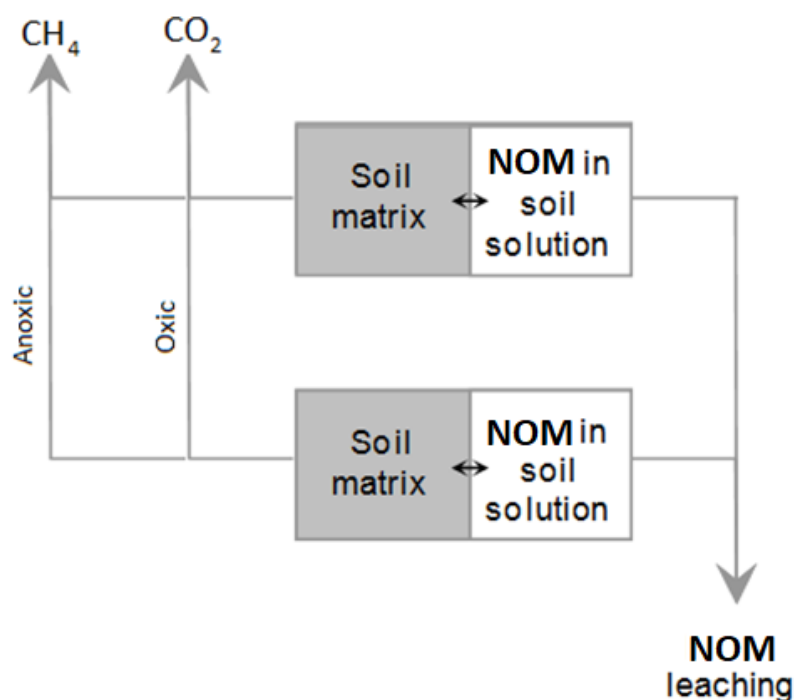 CH₄
CO₂
Soil
matrix
NOM in
soil
solution
Anoxic
Oxic
Soil
matrix
NOM in
soil
solution
NOM
leaching